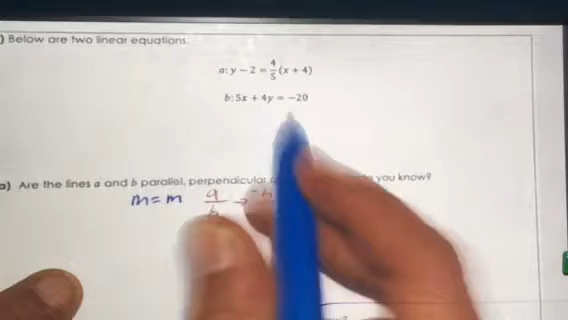 ) Below are two linear equations.
a: y − 2 = 4/5 (x + 4)
b: 5x + 4y = −20
a) Are the lines a and b parallel, perpendicular you know?
m = m a/b →